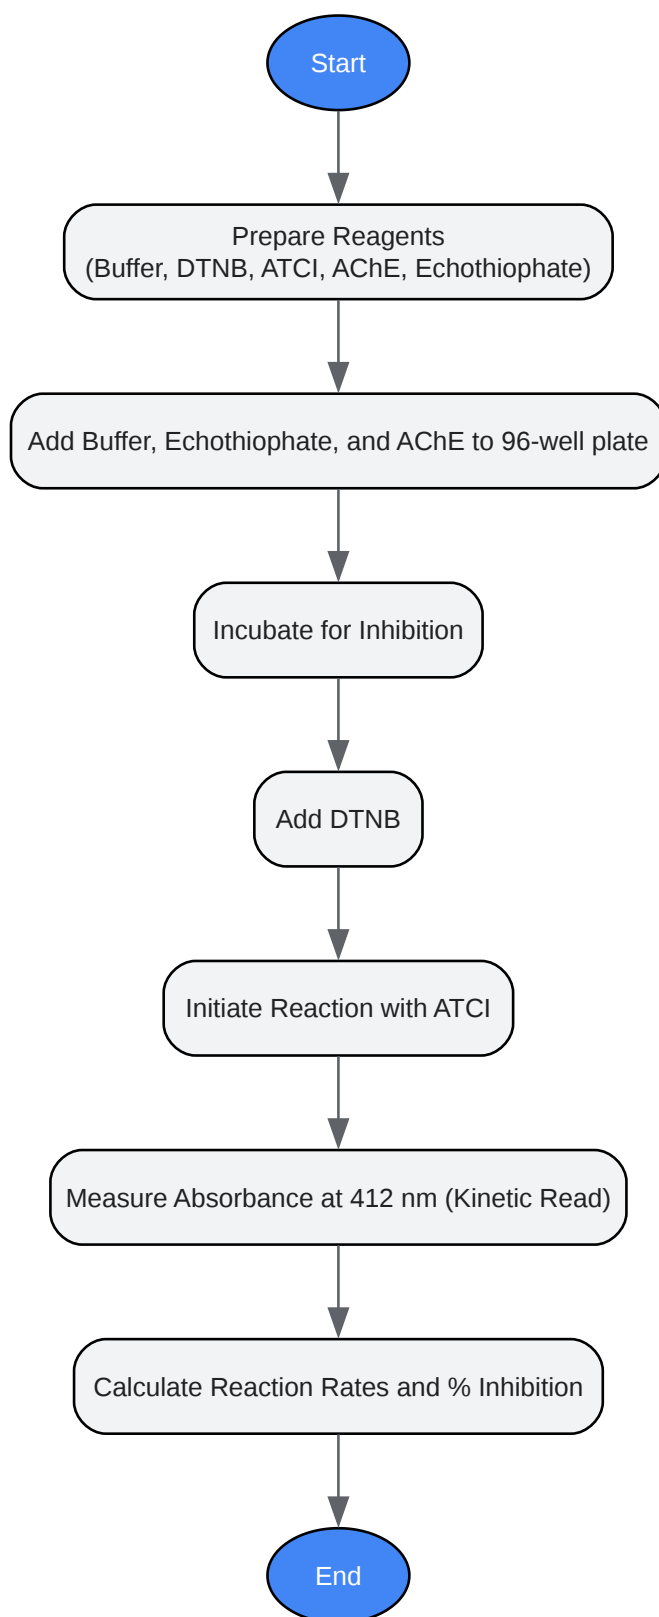 Start
Prepare Reagents
(Buffer, DTNB, ATCI, AChE, Echothiophate)
Add Buffer, Echothiophate, and AChE to 96-well plate
Incubate for Inhibition
Add DTNB
Initiate Reaction with ATCI
Measure Absorbance at 412 nm (Kinetic Read)
Calculate Reaction Rates and % Inhibition
End